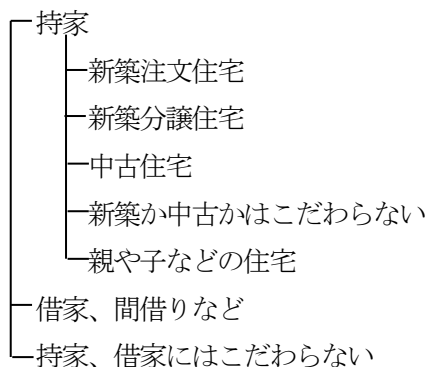 持家
新築注文住宅
新築分譲住宅
中古住宅
新築か中古かはこだわらない
親や子などの住宅
借家、間借りなど
持家、借家にはこだわらない